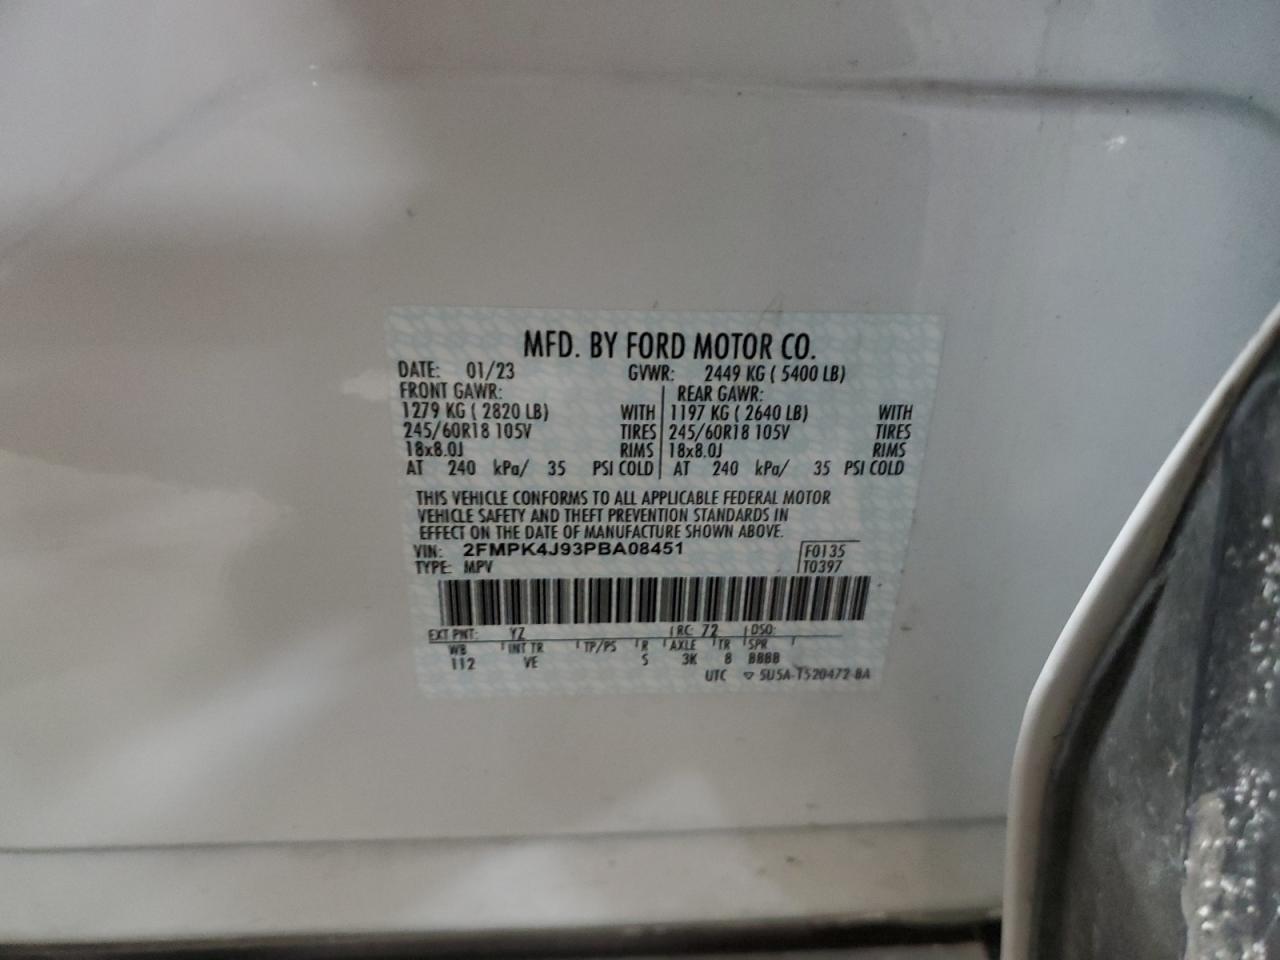 MFD. BY FORD MOTOR CO.
DATE: 01/23 GVWR: 2449 KG ( 5400 LB)
FRONT GAWR: REAR GAWR:
1279 KG ( 2820 LB) WITH 1197 KG ( 2640 LB) WITH
245/60R18 105V TIRES 245/60R18 105V TIRES
18x8.0J RIMS 18x8.0J RIMS
AT 240 kPa/ 35 PSI COLD AT 240 kPa/ 35 PSI COLD
THIS VEHICLE CONFORMS TO ALL APPLICABLE FEDERAL MOTOR
VEHICLE SAFETY AND THEFT PREVENTION STANDARDS IN
EFFECT ON THE DATE OF MANUFACTURE SHOWN ABOVE.
VIN: 2FMPK4J93PBA08451 F0135
TYPE: MPV T0397
EXT PNT: YZ RC: 72 DSO:
WB INT TR TP/PS R AXLE TR SPR
112 VE 5 3K 8 BBBB
UTC ▽ 5U5A-T520472-BA